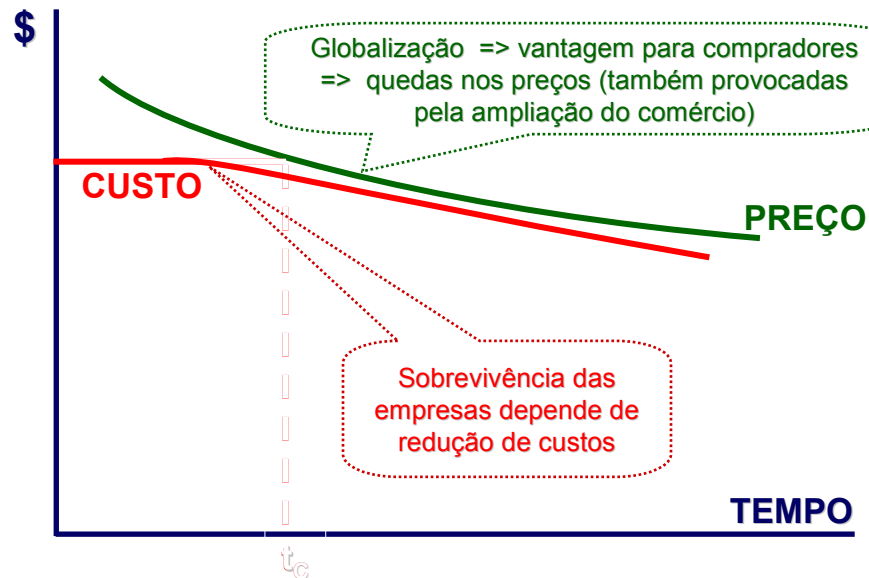 $
Globalização => vantagem para compradores
=> quedas nos preços (também provocadas
pela ampliação do comércio)
CUSTO
PREÇO
Sobrevivência das
empresas depende de
redução de custos
TEMPO
tc